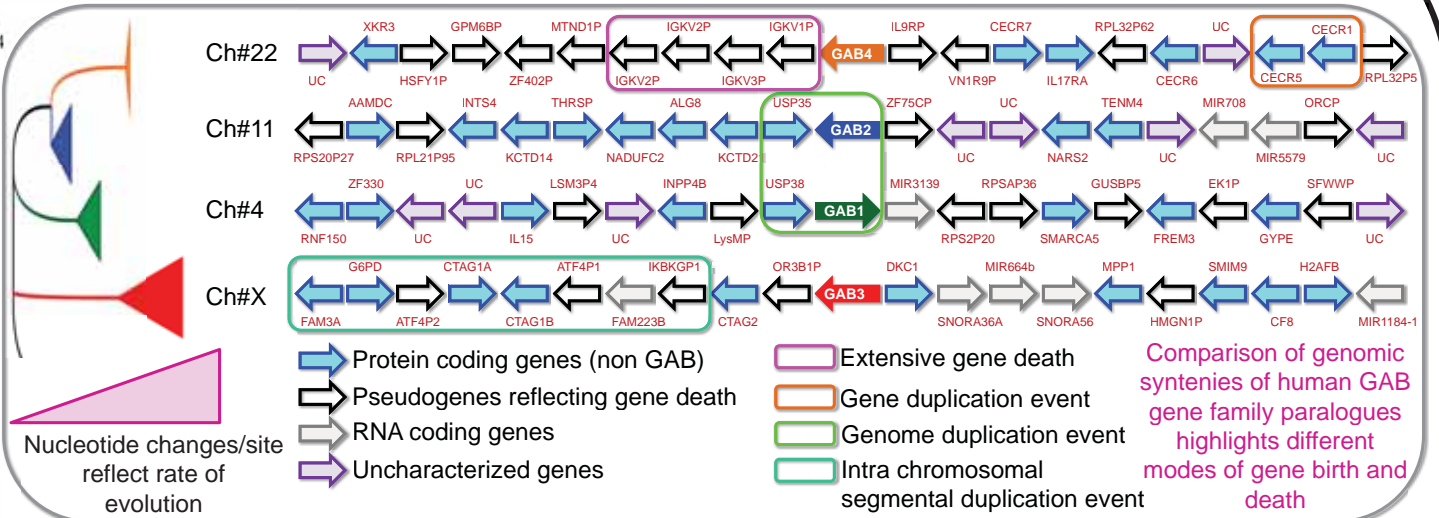 4
XKR3 GPM6BP MTND1P IGKV2P IGKV1P IL9RP CECR7 RPL32P62 UC CECR1
Ch#22 GAB4
UC HSFY1P ZF402P IGKV2P IGKV3P VN1R9P IL17RA CECR6 CECR5 RPL32P5
AAMDC INTS4 THRSP ALG8 USP35 ZF75CP UC TENM4 MIR708 ORCP
Ch#11 GAB2
RPS20P27 RPL21P95 KCTD14 NADUFC2 KCTD21 UC NARS2 UC MIR5579 UC
ZF330 UC LSM3P4 INPP4B USP38 MIR3139 RPSAP36 GUSBP5 EK1P SFWWP
Ch#4 GAB1
RNF150 UC IL15 UC LysMP RPS2P20 SMARCA5 FREM3 GYPE UC
G6PD CTAG1A ATF4P1 IKBKGP1 OR3B1P DKC1 MIR664b MPP1 SMIM9 H2AFB
Ch#X GAB3
FAM3A ATF4P2 CTAG1B FAM223B CTAG2 SNORA36A SNORA56 HMGN1P CF8 MIR1184-1
Protein coding genes (non GAB)
Pseudogenes reflecting gene death
RNA coding genes
Uncharacterized genes
Extensive gene death
Gene duplication event
Genome duplication event
Intra chromosomal
segmental duplication event
Comparison of genomic
syntenies of human GAB
gene family paralogues
highlights different
modes of gene birth and
death
Nucleotide changes/site
reflect rate of
evolution